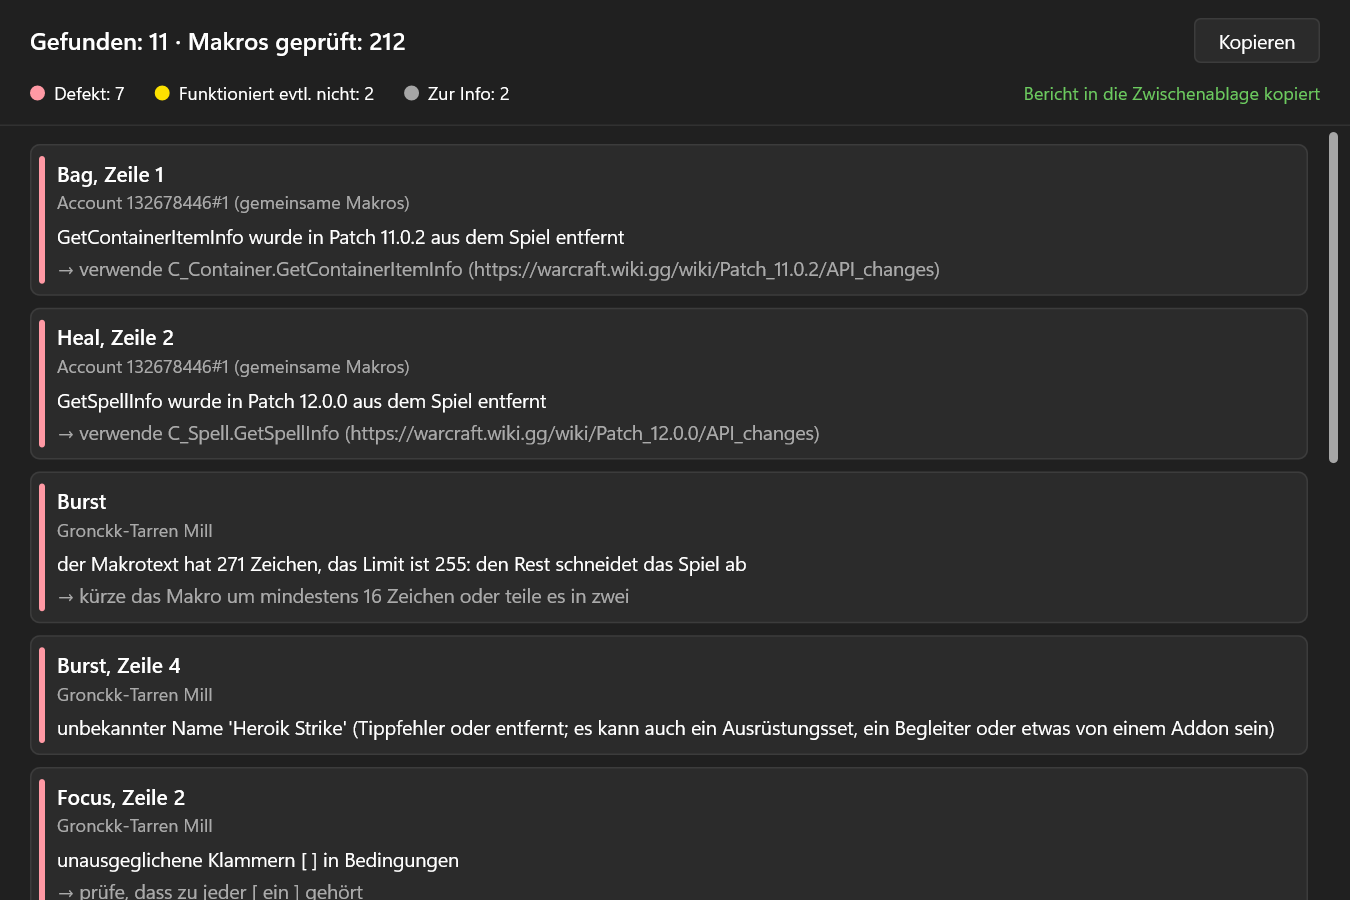 Gefunden: 11 · Makros geprüft: 212
Kopieren
Defekt: 7
Funktioniert evtl. nicht: 2
Zur Info: 2
Bericht in die Zwischenablage kopiert
Bag, Zeile 1
Account 132678446#1 (gemeinsame Makros)
GetContainerItemInfo wurde in Patch 11.0.2 aus dem Spiel entfernt
→ verwende C_Container.GetContainerItemInfo (https://warcraft.wiki.gg/wiki/Patch_11.0.2/API_changes)
Heal, Zeile 2
Account 132678446#1 (gemeinsame Makros)
GetSpellInfo wurde in Patch 12.0.0 aus dem Spiel entfernt
→ verwende C_Spell.GetSpellInfo (https://warcraft.wiki.gg/wiki/Patch_12.0.0/API_changes)
Burst
Gronckk-Tarren Mill
der Makrotext hat 271 Zeichen, das Limit ist 255: den Rest schneidet das Spiel ab
→ kürze das Makro um mindestens 16 Zeichen oder teile es in zwei
Burst, Zeile 4
Gronckk-Tarren Mill
unbekannter Name 'Heroik Strike' (Tippfehler oder entfernt; es kann auch ein Ausrüstungsset, ein Begleiter oder etwas von einem Addon sein)
Focus, Zeile 2
Gronckk-Tarren Mill
unausgeglichene Klammern [ ] in Bedingungen
→ prüfe, dass zu jeder [ ein ] gehört